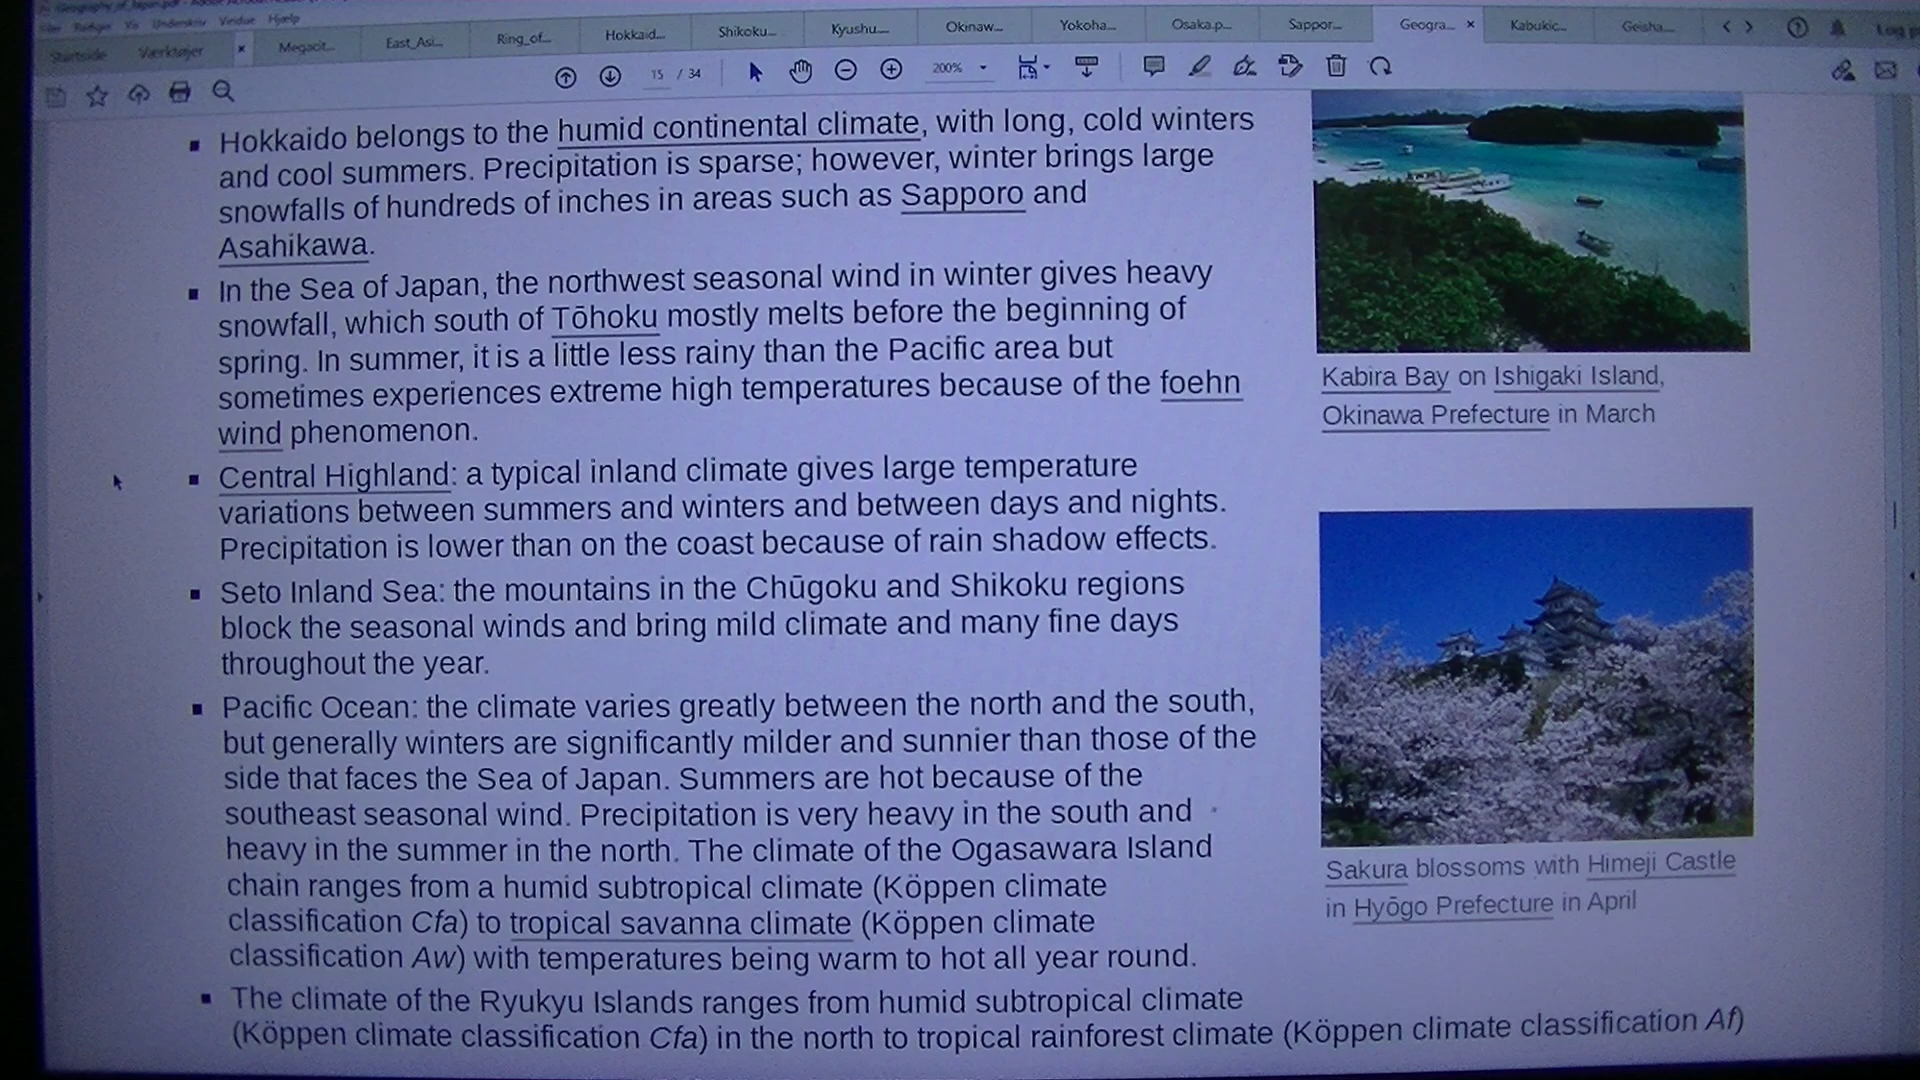 Filer Rediger Vis Underskriv Vindue Hjælp
Startside Værktøjer Megacit... East_Asi... Ring_of... Hokkaid... Shikoku... Kyushu.... Okinaw... Yokoha... Osaka.p... Sappor... Geogra... Kabukic... Geisha....
15 / 34 200%
Hokkaido belongs to the humid continental climate, with long, cold winters
and cool summers. Precipitation is sparse; however, winter brings large
snowfalls of hundreds of inches in areas such as Sapporo and
Asahikawa.
In the Sea of Japan, the northwest seasonal wind in winter gives heavy
snowfall, which south of Tōhoku mostly melts before the beginning of
spring. In summer, it is a little less rainy than the Pacific area but
sometimes experiences extreme high temperatures because of the foehn
wind phenomenon.
Central Highland: a typical inland climate gives large temperature
variations between summers and winters and between days and nights.
Precipitation is lower than on the coast because of rain shadow effects.
Seto Inland Sea: the mountains in the Chūgoku and Shikoku regions
block the seasonal winds and bring mild climate and many fine days
throughout the year.
Pacific Ocean: the climate varies greatly between the north and the south,
but generally winters are significantly milder and sunnier than those of the
side that faces the Sea of Japan. Summers are hot because of the
southeast seasonal wind. Precipitation is very heavy in the south and
heavy in the summer in the north. The climate of the Ogasawara Island
chain ranges from a humid subtropical climate (Köppen climate
classification Cfa) to tropical savanna climate (Köppen climate
classification Aw) with temperatures being warm to hot all year round.
The climate of the Ryukyu Islands ranges from humid subtropical climate
(Köppen climate classification Cfa) in the north to tropical rainforest climate (Köppen climate classification Af)
Kabira Bay on Ishigaki Island,
Okinawa Prefecture in March
Sakura blossoms with Himeji Castle
in Hyōgo Prefecture in April